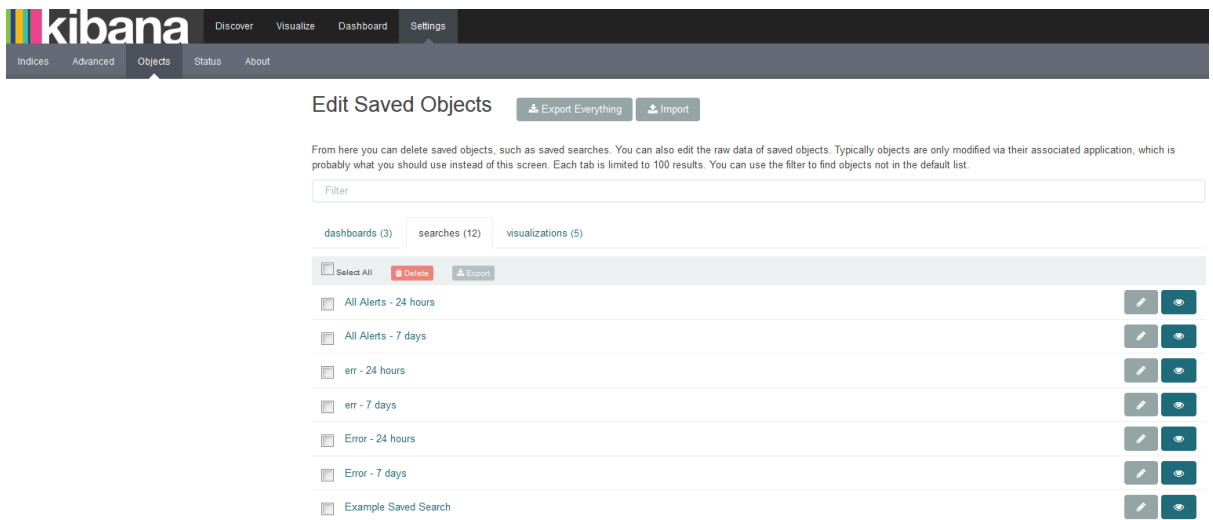 kibana Discover Visualize Dashboard Settings
Indices Advanced Objects Status About
Edit Saved Objects Export Everything Import
From here you can delete saved objects, such as saved searches. You can also edit the raw data of saved objects. Typically objects are only modified via their associated application, which is
probably what you should use instead of this screen. Each tab is limited to 100 results. You can use the filter to find objects not in the default list.
Filter
dashboards (3) searches (12) visualizations (5)
Select All Delete Export
All Alerts - 24 hours
All Alerts - 7 days
err - 24 hours
err - 7 days
Error - 24 hours
Error - 7 days
Example Saved Search